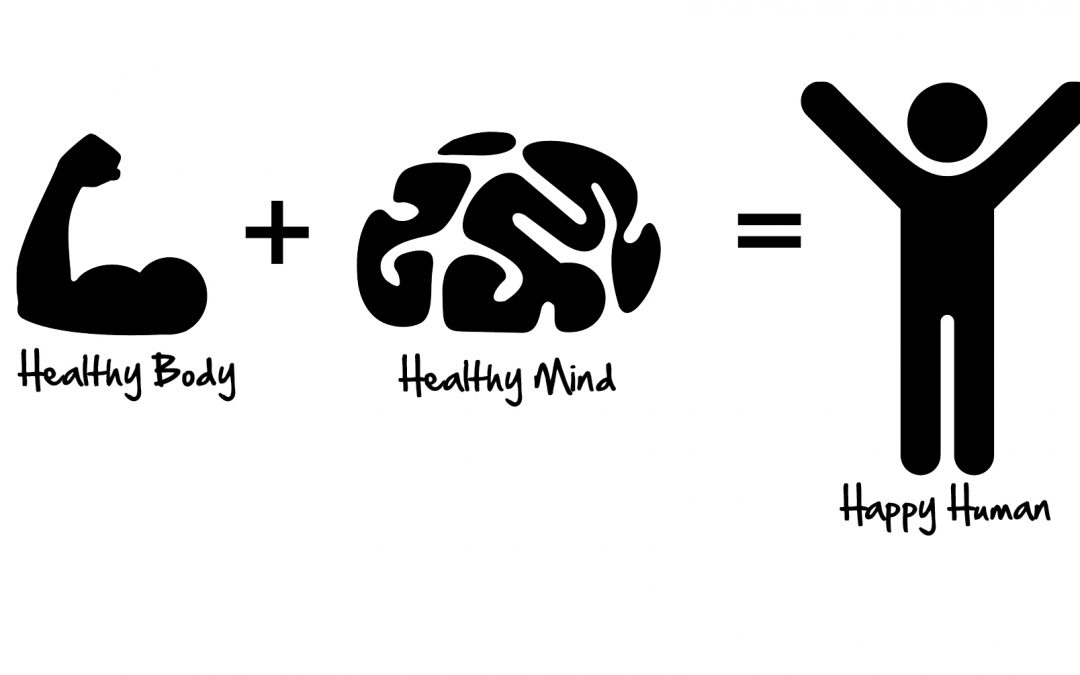 +
=
Healthy Body
Healthy Mind
Happy Human